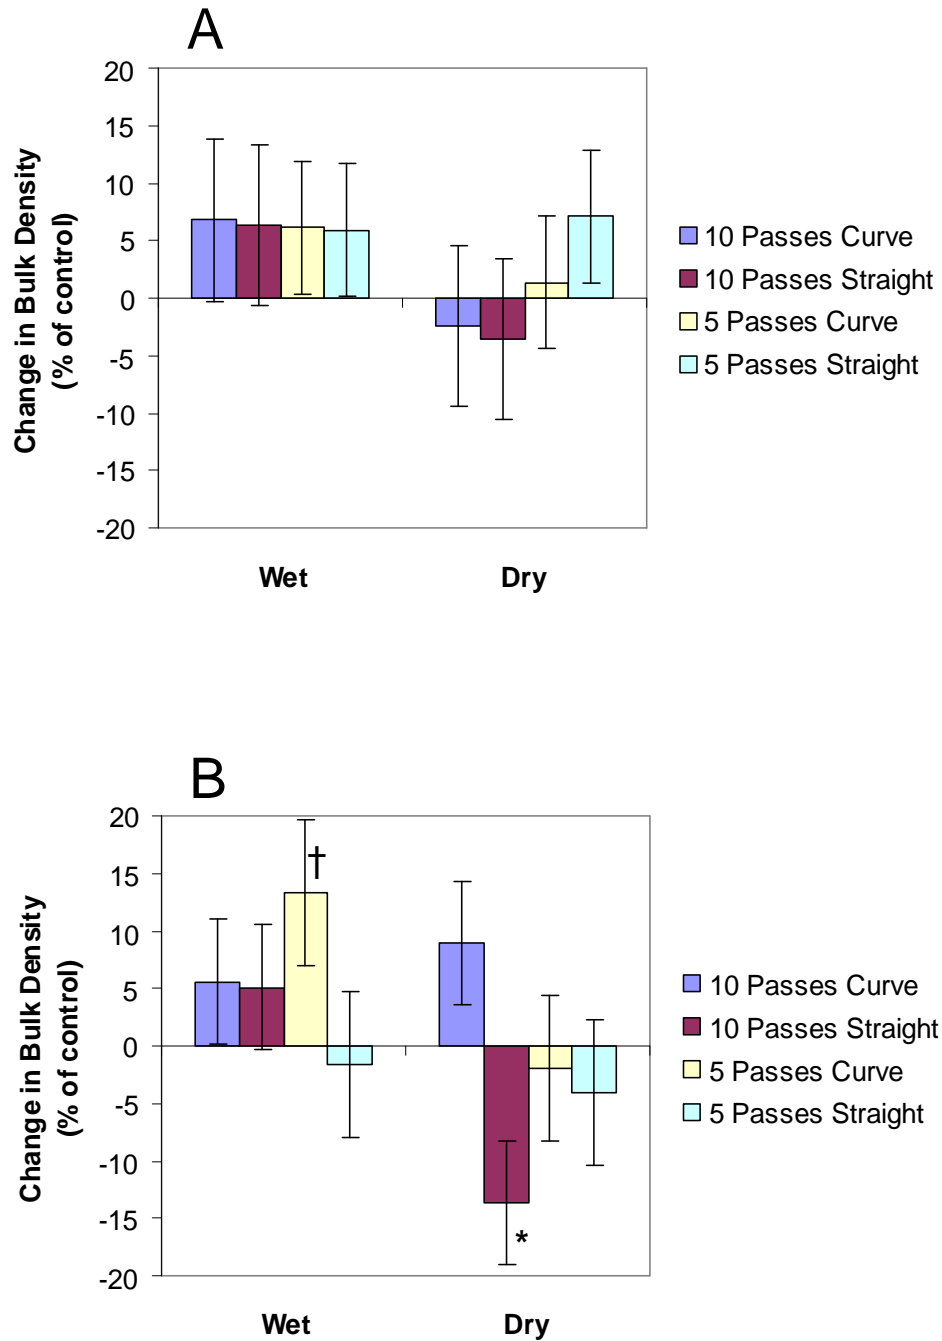 A
20
15
10
5
0
-5
-10
-15
-20
Change in Bulk Density
(% of control)
Wet
Dry
10 Passes Curve
10 Passes Straight
5 Passes Curve
5 Passes Straight
B
20
15
10
5
0
-5
-10
-15
-20
Change in Bulk Density
(% of control)
†
*
Wet
Dry
10 Passes Curve
10 Passes Straight
5 Passes Curve
5 Passes Straight